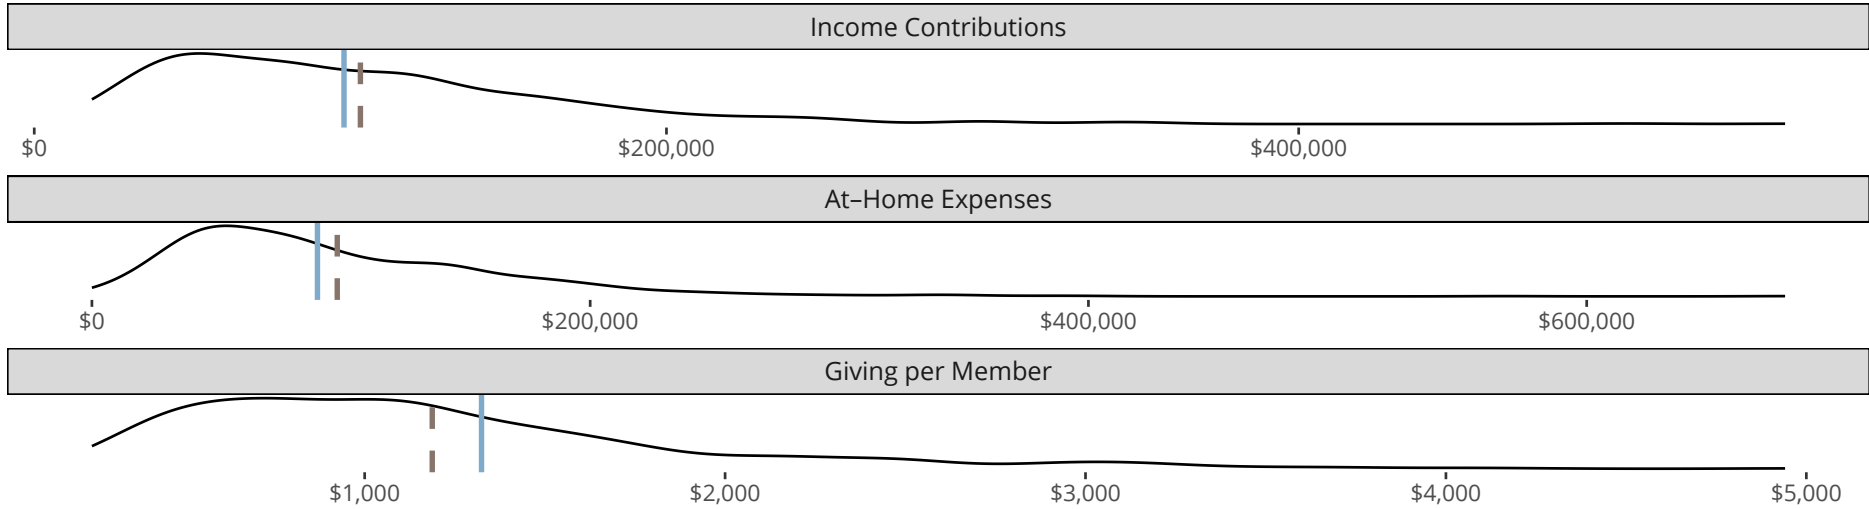 Income Contributions
$0 $200,000 $400,000
At–Home Expenses
$0 $200,000 $400,000 $600,000
Giving per Member
$1,000 $2,000 $3,000 $4,000 $5,000